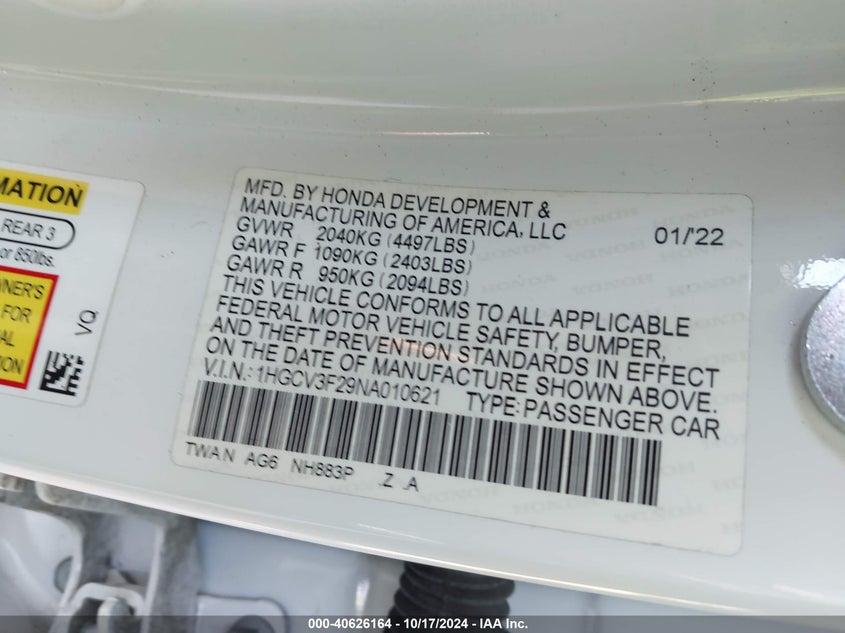 MATION
REAR 3
or 850lbs.
NER'S
FOR
VQ
MFD. BY HONDA DEVELOPMENT &
MANUFACTURING OF AMERICA, LLC
01/'22
GVWR 2040KG (4497LBS)
GAWR F 1090KG (2403LBS)
GAWR R 950KG (2094LBS)
THIS VEHICLE CONFORMS TO ALL APPLICABLE
FEDERAL MOTOR VEHICLE SAFETY, BUMPER,
AND THEFT PREVENTION STANDARDS IN EFFECT
ON THE DATE OF MANUFACTURE SHOWN ABOVE.
V.I.N.: 1HGCV3F29NA010621 TYPE: PASSENGER CAR
TWAN AG6 NH883P Z A
000-40626164 - 10/17/2024 - IAA Inc.